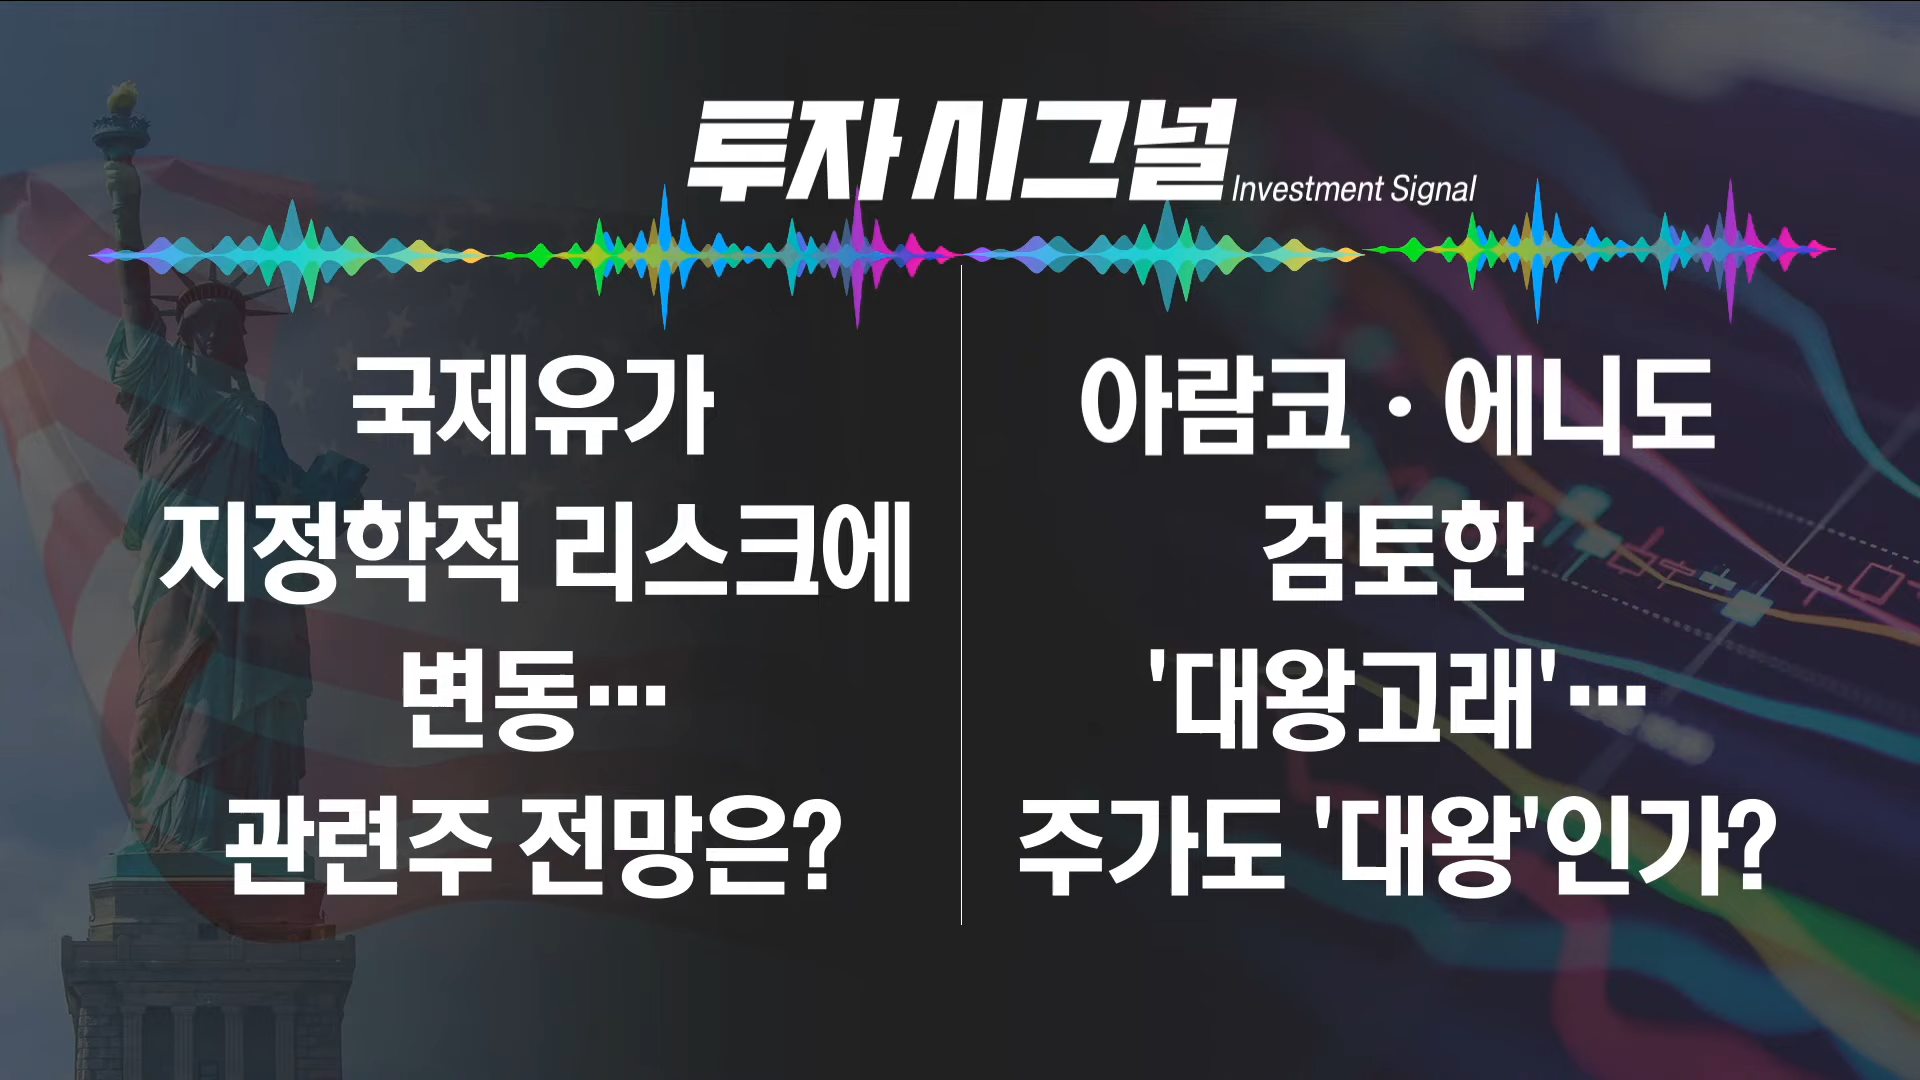 투자 시그널
Investment Signal
국제유가
지정학적 리스크에
변동…
관련주 전망은?
아람코·에니도
검토한
'대왕고래'…
주가도 '대왕'인가?